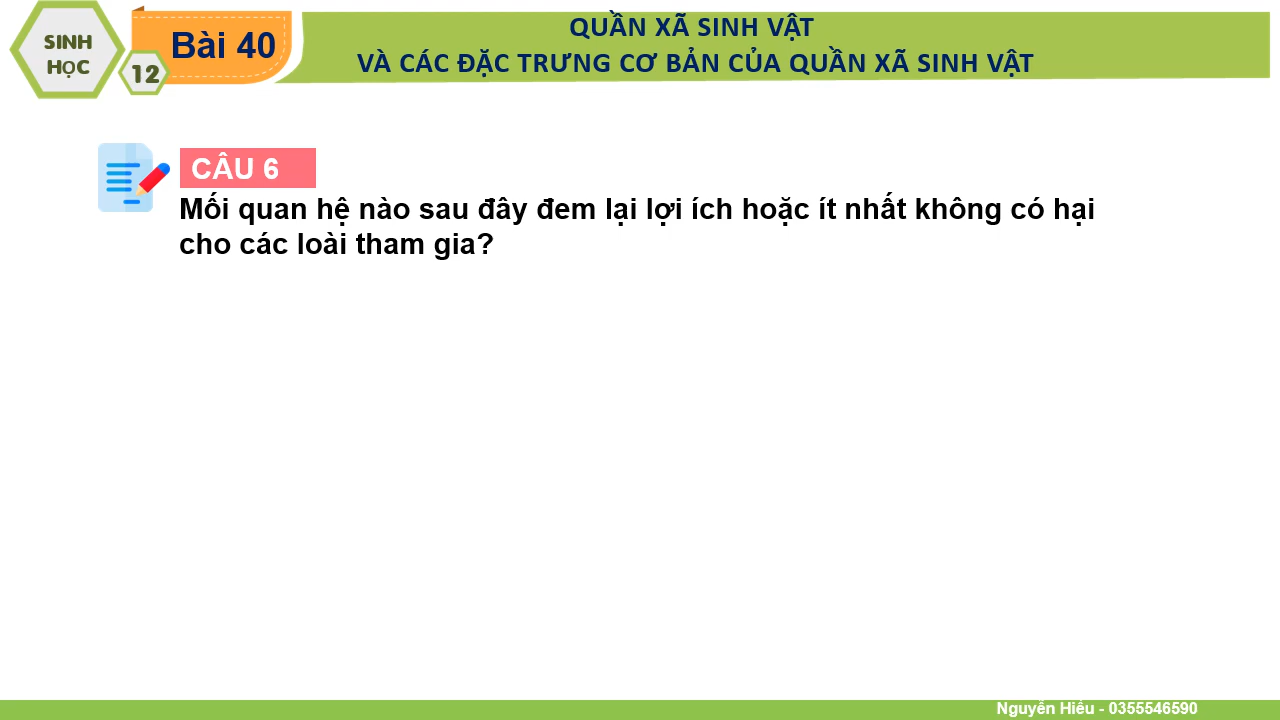 SINH
HỌC
12
Bài 40
QUẦN XÃ SINH VẬT
VÀ CÁC ĐẶC TRƯNG CƠ BẢN CỦA QUẦN XÃ SINH VẬT
CÂU 6
Mối quan hệ nào sau đây đem lại lợi ích hoặc ít nhất không có hại
cho các loài tham gia?
Nguyễn Hiếu - 0355546590